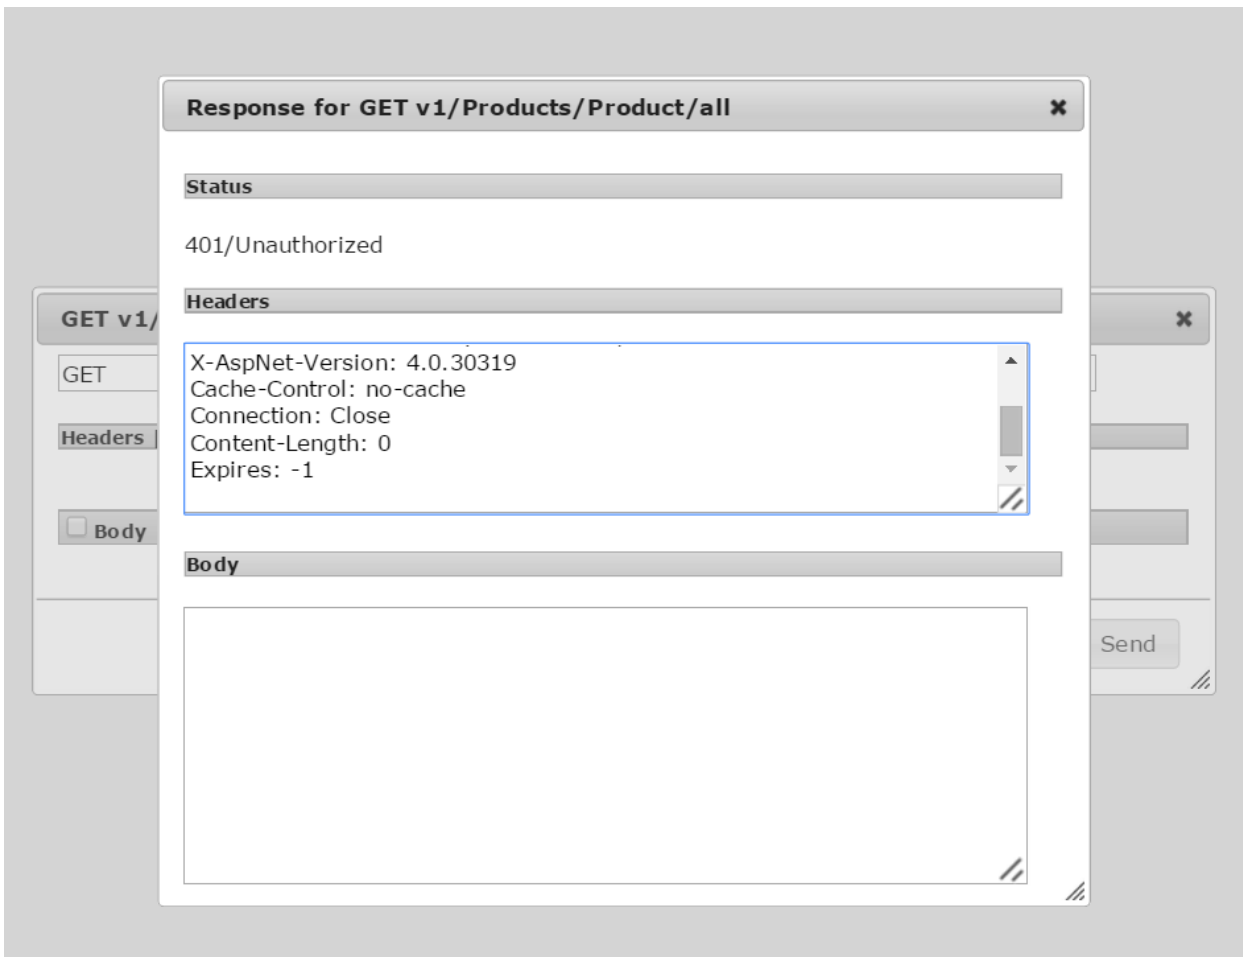 Response for GET v1/Products/Product/all
Status
401/Unauthorized
Headers
X-AspNet-Version: 4.0.30319
Cache-Control: no-cache
Connection: Close
Content-Length: 0
Expires: -1
Body
GET v1/
GET
Headers
Body
Send